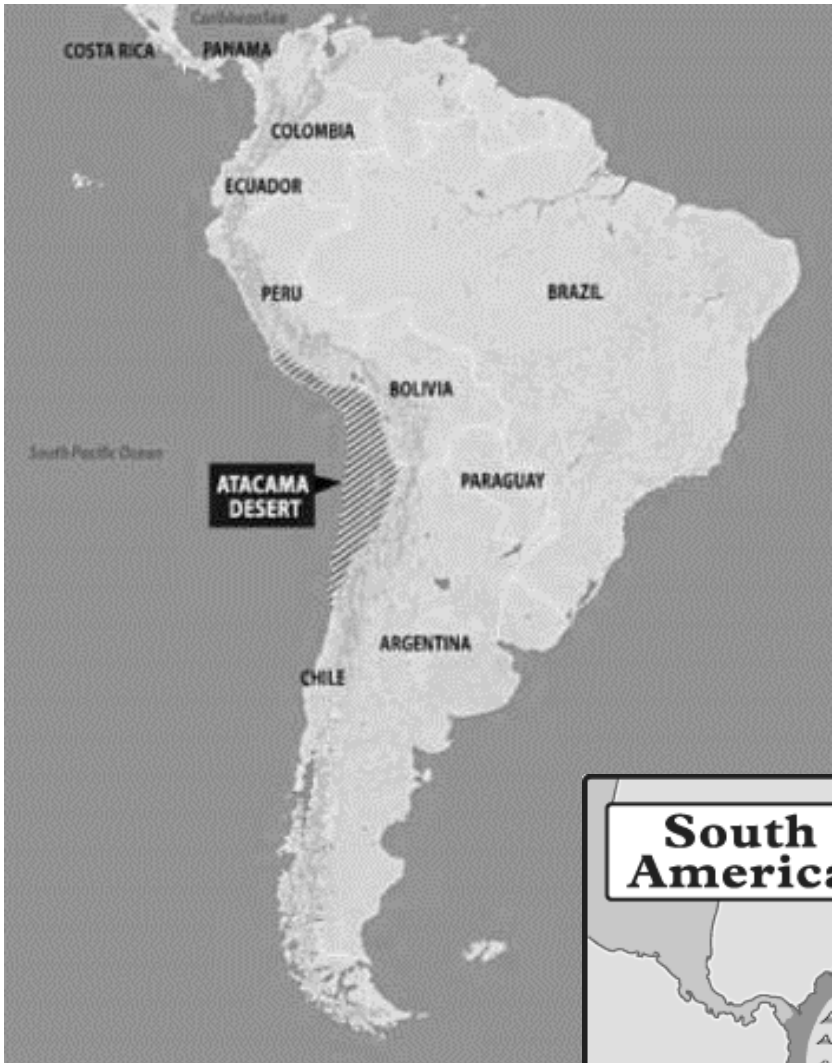 Caribbean Sea
COSTA RICA
PANAMA
COLOMBIA
ECUADOR
PERU
BRAZIL
BOLIVIA
South Pacific Ocean
ATACAMA
DESERT
PARAGUAY
ARGENTINA
CHILE
South
America